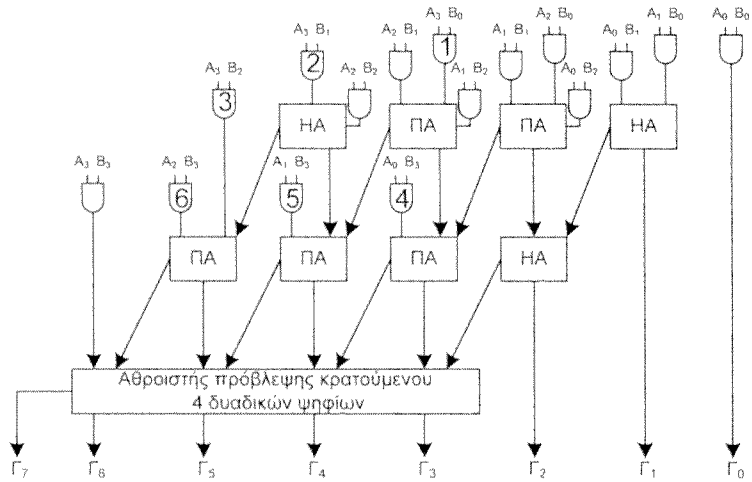 A₃ B₀ A₂ B₀ A₁ B₀ A₀ B₀
A₃ B₁ A₂ B₁ 1 A₁ B₁ A₀ B₁
2
A₃ B₂ A₂ B₂ A₁ B₂ A₀ B₂
3
ΗΑ ΠΑ ΠΑ ΗΑ
A₃ B₃ A₂ B₃ A₁ B₃ A₀ B₃
6 5 4
ΠΑ ΠΑ ΠΑ ΗΑ
Αθροιστής πρόβλεψης κρατούμενου
4 δυαδικών ψηφίων
Γ₇ Γ₆ Γ₅ Γ₄ Γ₃ Γ₂ Γ₁ Γ₀